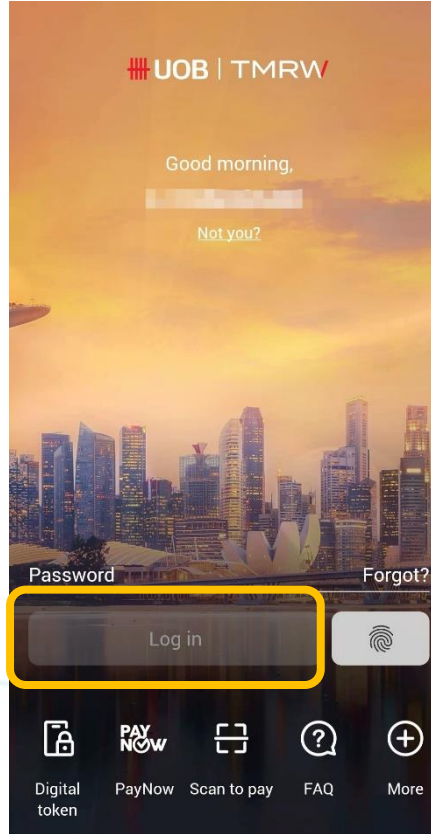 UOB | TMRW
Good morning,
Not you?
Password Forgot?
Log in
PAY
NOW
Digital
token
PayNow
Scan to pay
FAQ
More